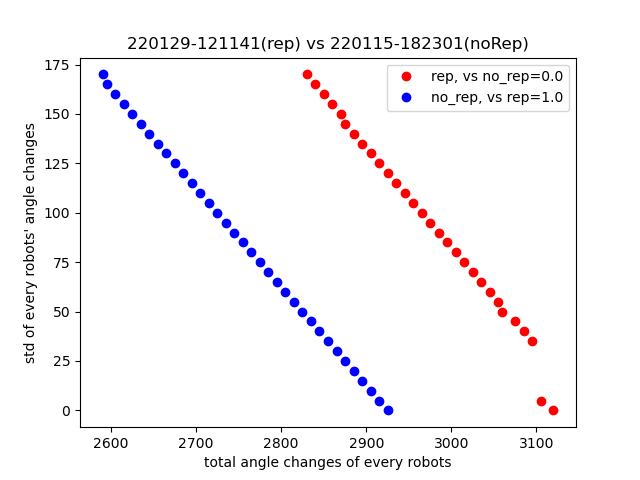 220129-121141(rep) vs 220115-182301(noRep)
rep, vs no_rep=0.0
no_rep, vs rep=1.0
std of every robots' angle changes
175
150
125
100
75
50
25
0
2600 2700 2800 2900 3000 3100
total angle changes of every robots